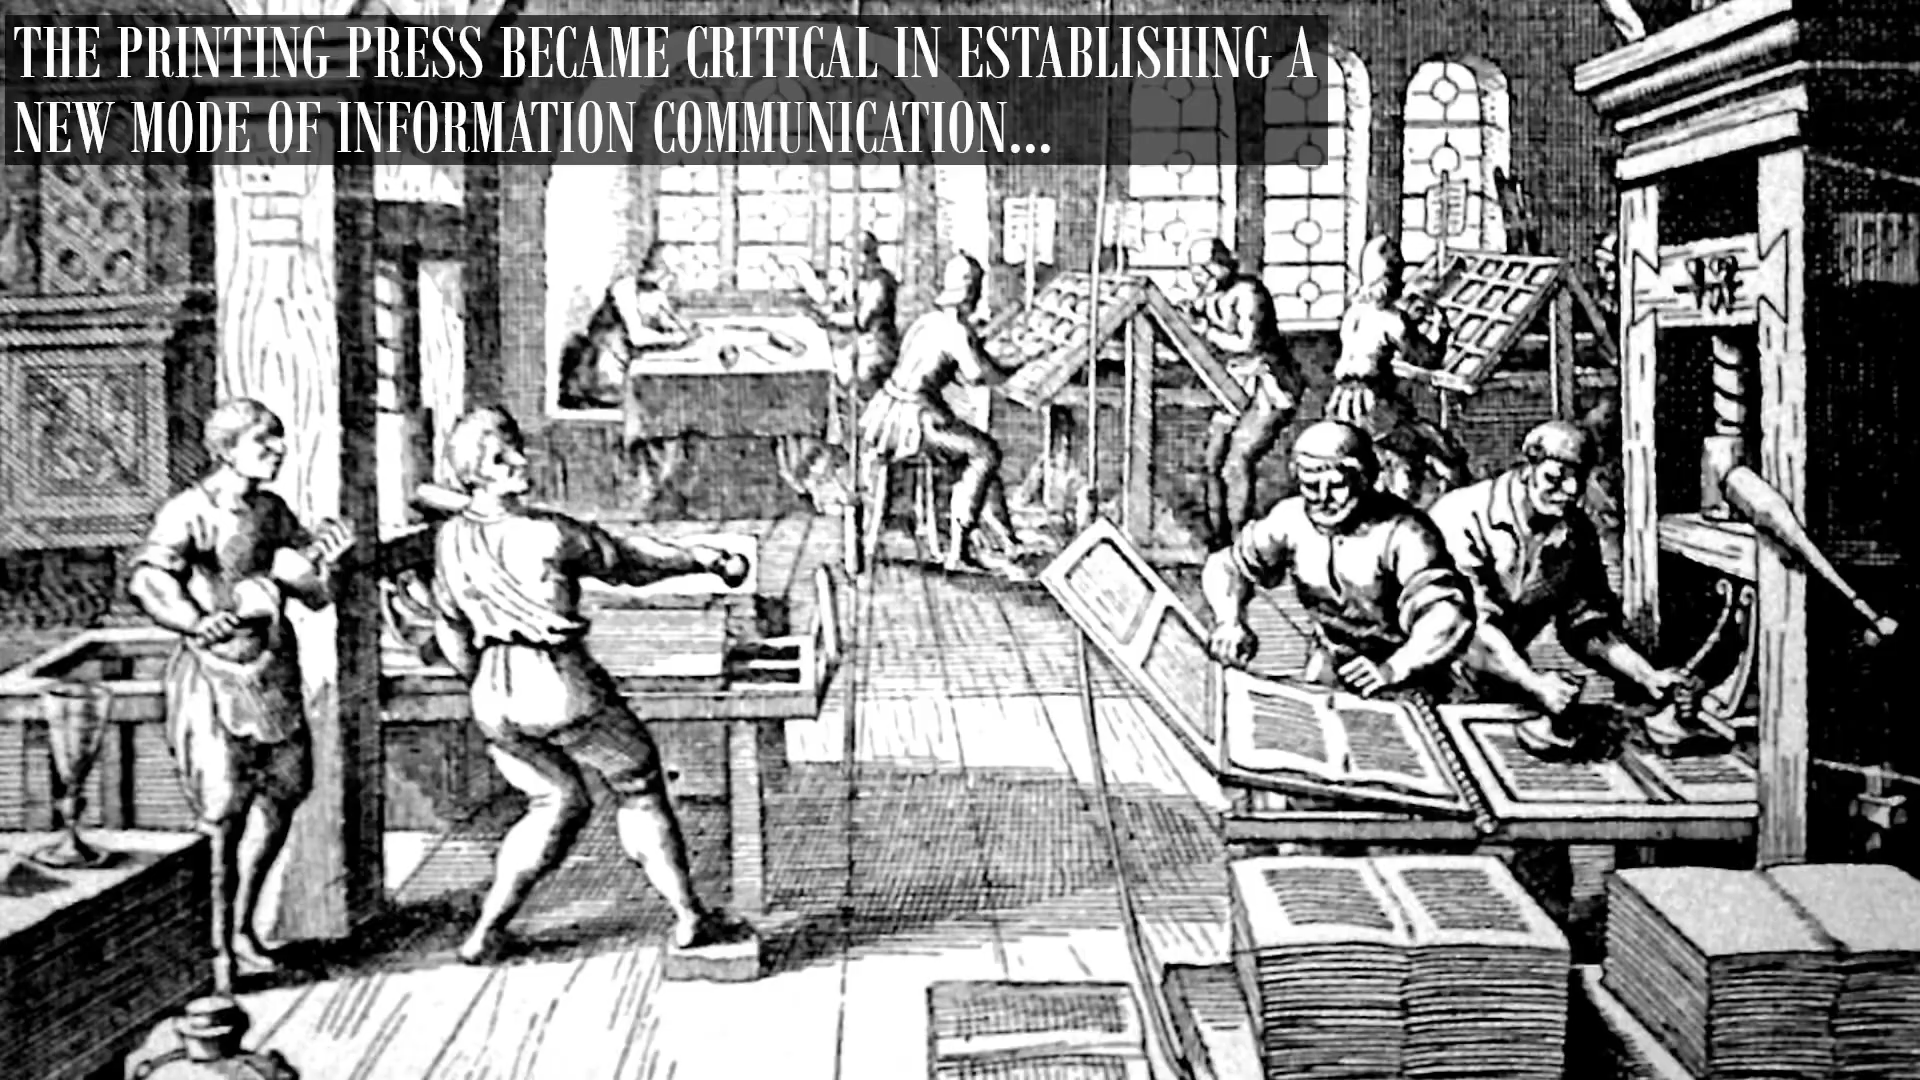 THE PRINTING PRESS BECAME CRITICAL IN ESTABLISHING A
NEW MODE OF INFORMATION COMMUNICATION...